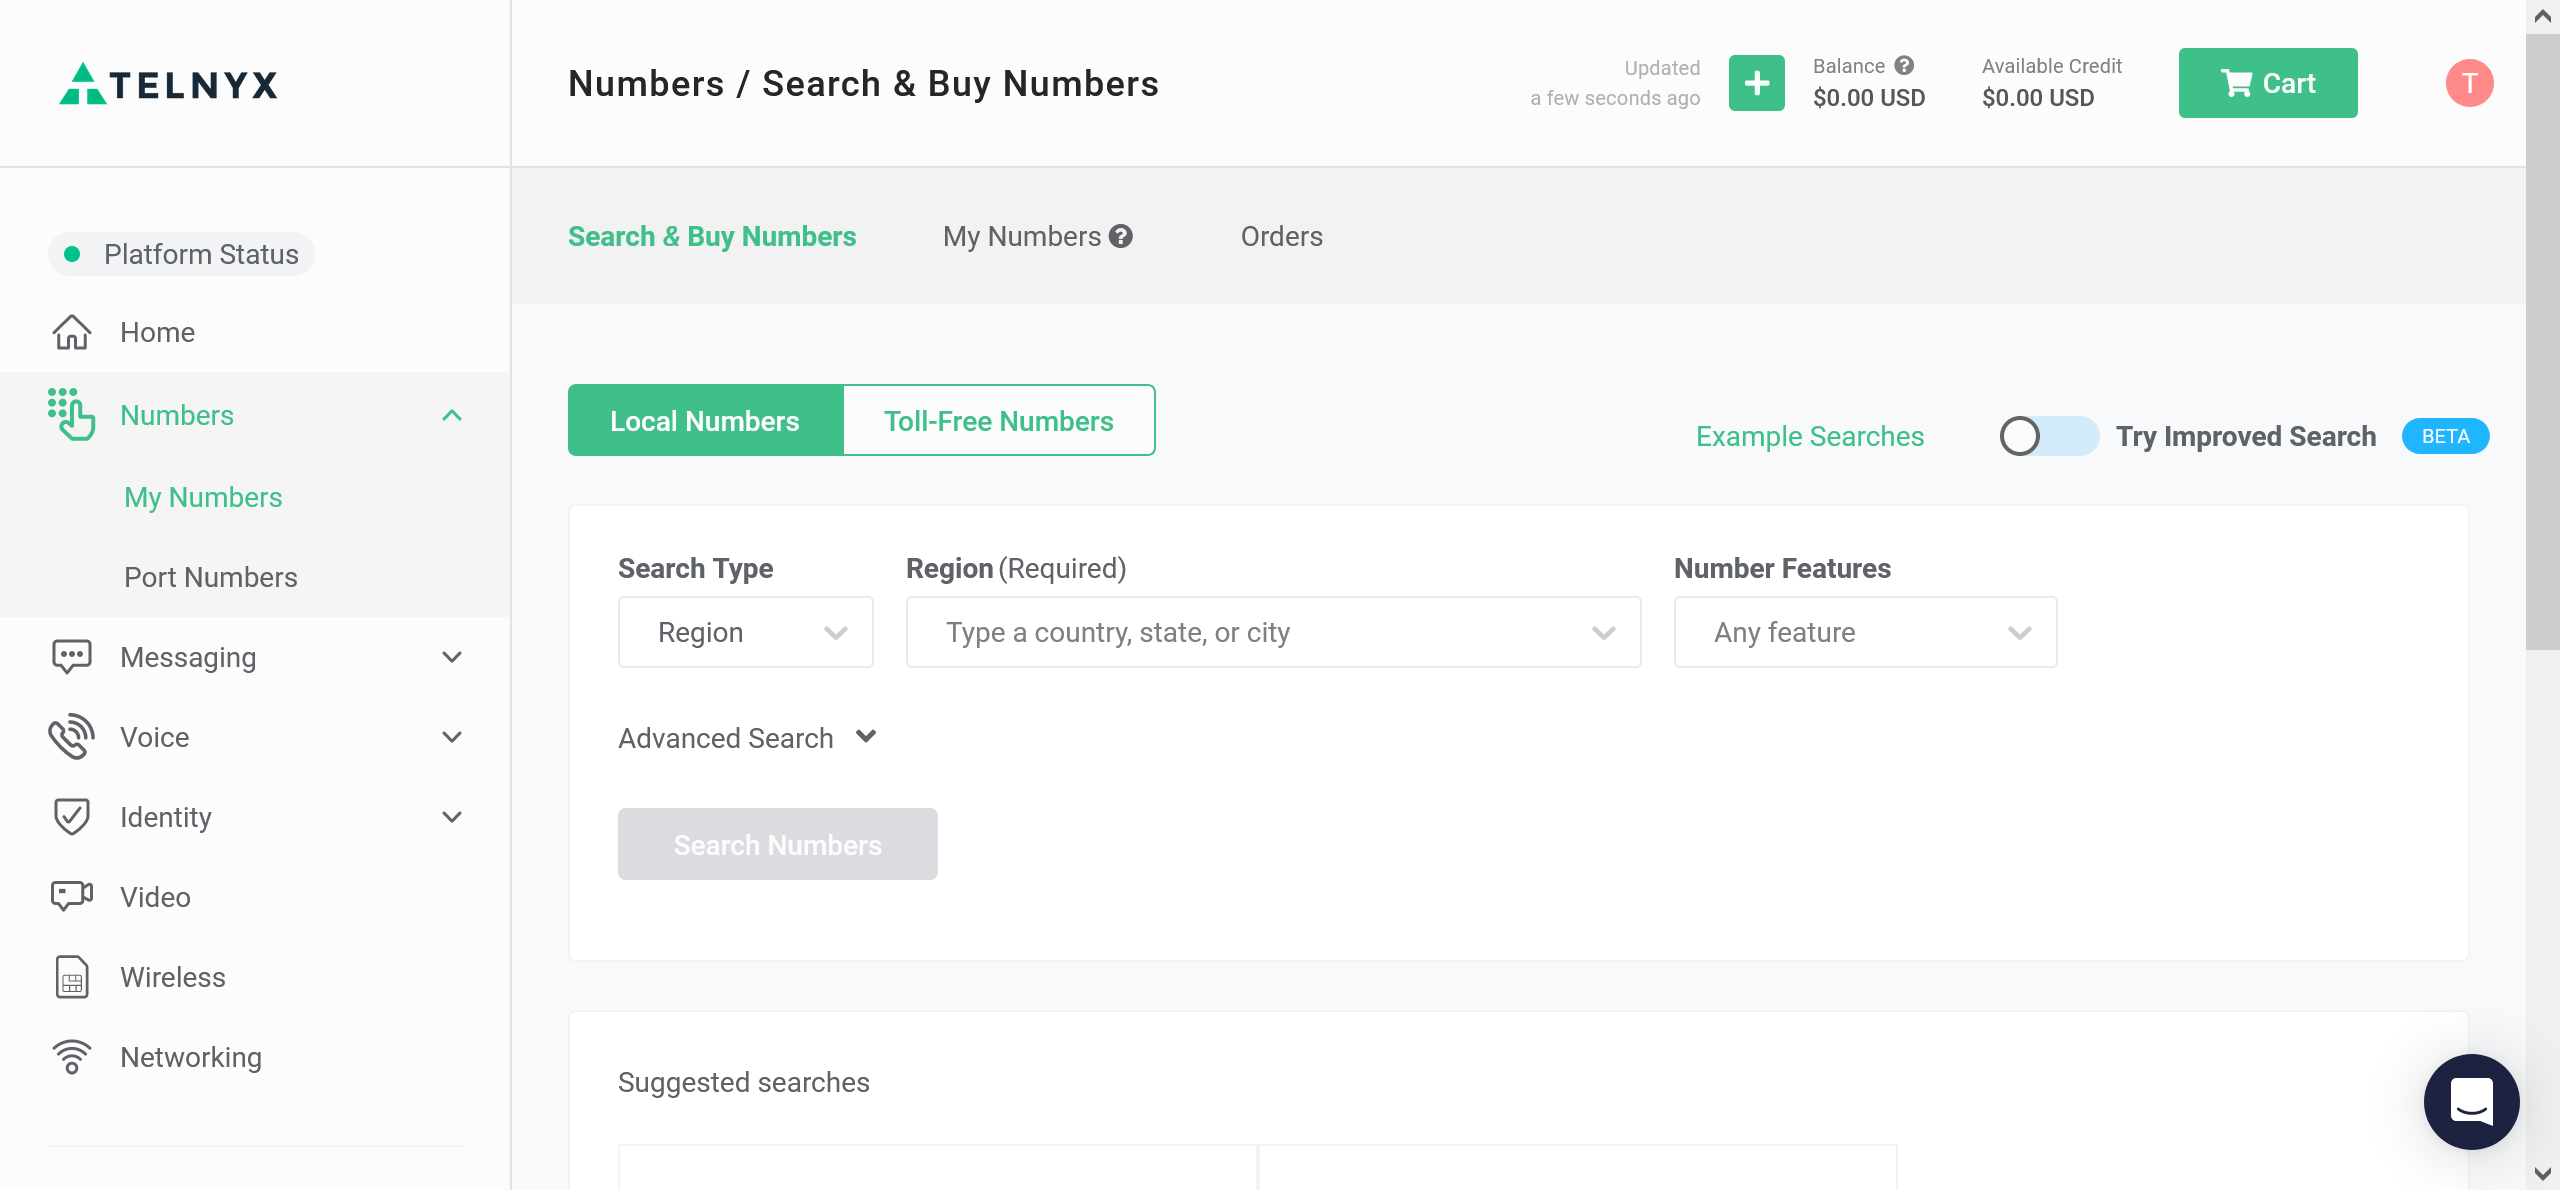 TELNYX
Numbers / Search & Buy Numbers
Updated
a few seconds ago
Balance
$0.00 USD
Available Credit
$0.00 USD
Cart
T
Platform Status
Home
Numbers
My Numbers
Port Numbers
Messaging
Voice
Identity
Video
Wireless
Networking
Search & Buy Numbers
My Numbers
Orders
Local Numbers
Toll-Free Numbers
Example Searches
Try Improved Search
BETA
Search Type
Region (Required)
Number Features
Region
Type a country, state, or city
Any feature
Advanced Search
Search Numbers
Suggested searches